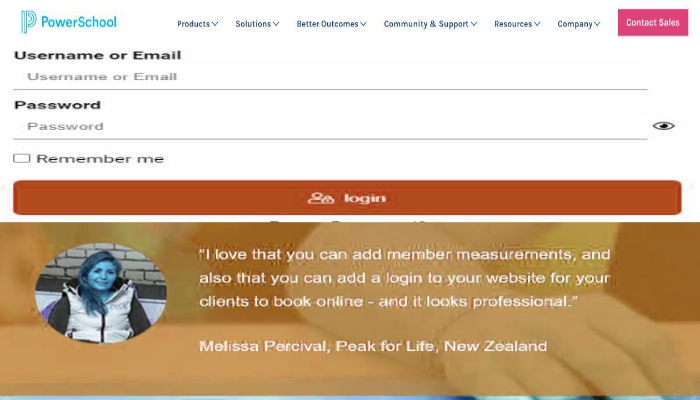 PowerSchool
Products Solutions Better Outcomes Community & Support Resources Company Contact Sales
Username or Email
Username or Email
Password
Password
Remember me
login
"I love that you can add member measurements, and
also that you can add a login to your website for your
clients to book online - and it looks professional."
Melissa Percival, Peak for Life, New Zealand